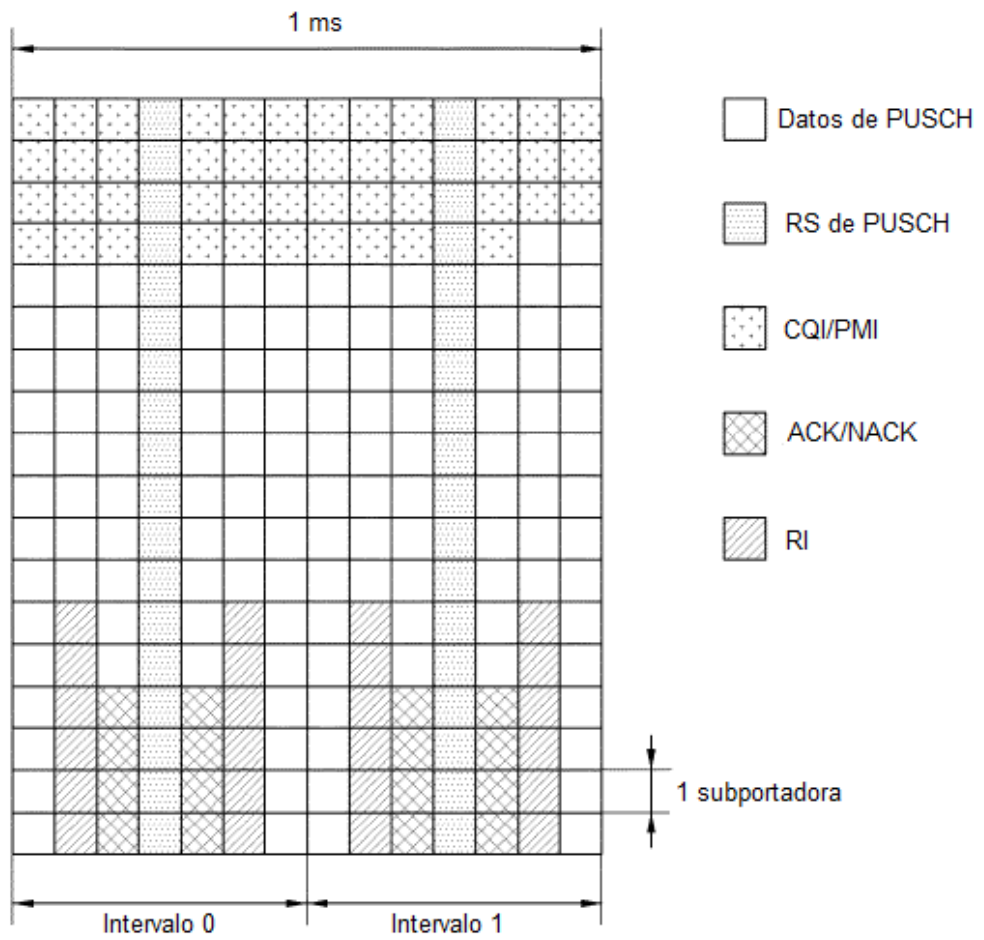 1 ms
Datos de PUSCH
RS de PUSCH
CQI/PMI
ACK/NACK
RI
1 subportadora
Intervalo 0
Intervalo 1